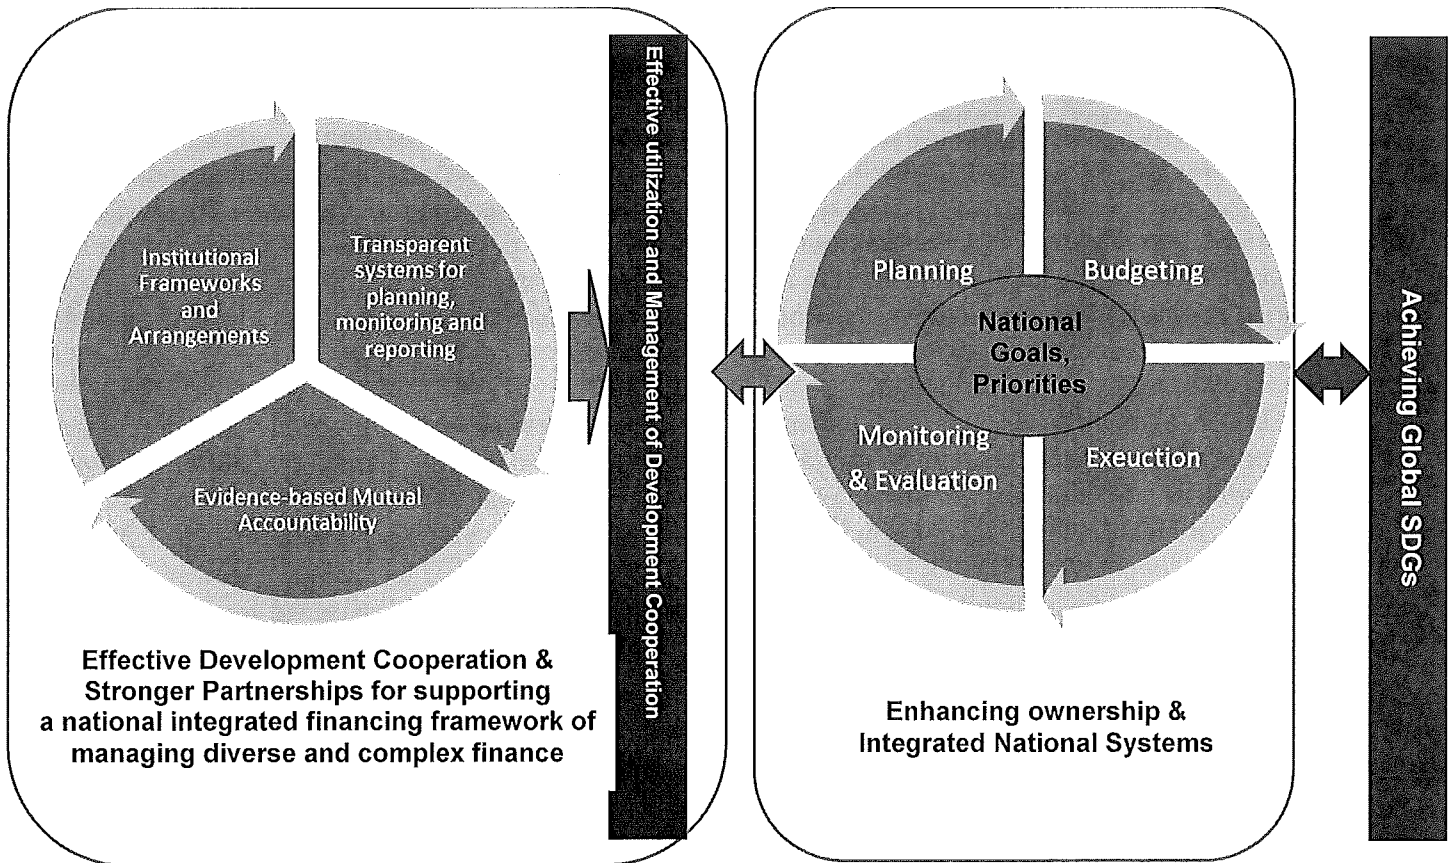 Institutional
Frameworks
and
Arrangements
Transparent
systems for
planning,
monitoring and
reporting
Evidence-based Mutual
Accountability
Effective Development Cooperation &
Stronger Partnerships for supporting
a national integrated financing framework of
managing diverse and complex finance
Effective utilization and Management of Development Cooperation
Planning
Budgeting
National
Goals,
Priorities
Monitoring
& Evaluation
Exeuction
Enhancing ownership &
Integrated National Systems
Achieving Global SDGs